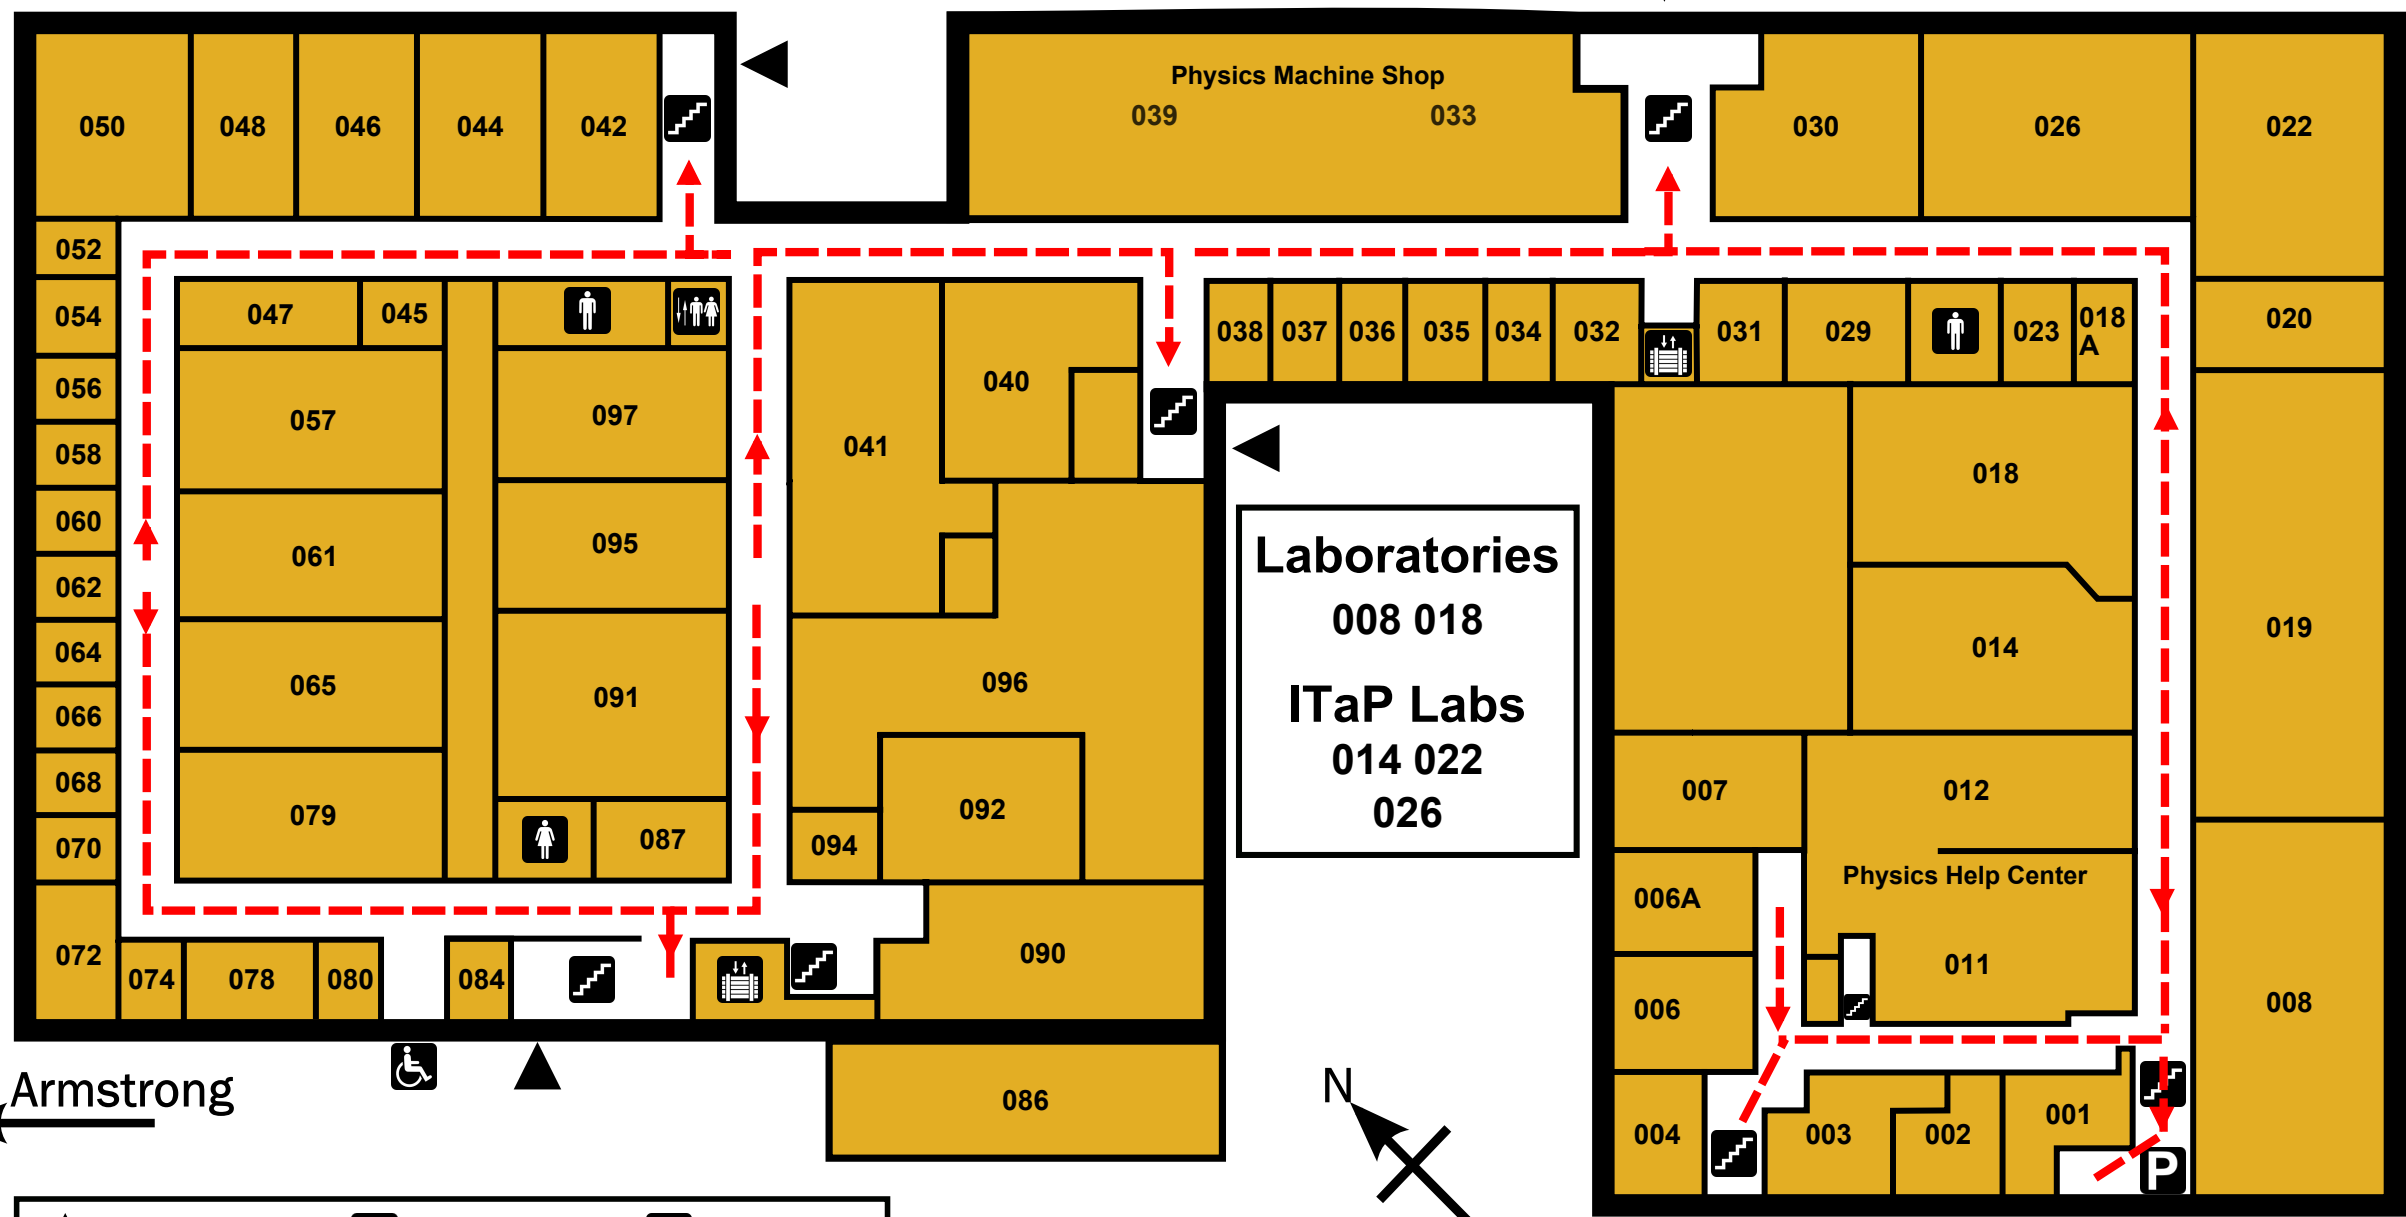 Physics Machine Shop
050 048 046 044 042 039 033 030 026 022
052
054 047 045 038 037 036 035 034 032 031 029 023 018
A 020
056 057 097 041 040
058 018
060 061 095
062
064 065 091 096 014 019
066
068 079 092 007 012
070 087 094
Laboratories
008 018
ITaP Labs
014 022
026
Physics Help Center
006A
072 074 078 080 084 090 006 011 008
Armstrong
086 N 004 003 002 001
P